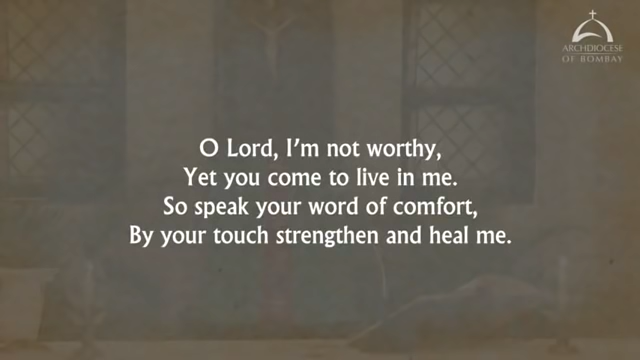 ARCHDIOCESE
OF BOMBAY
O Lord, I'm not worthy,
Yet you come to live in me.
So speak your word of comfort,
By your touch strengthen and heal me.